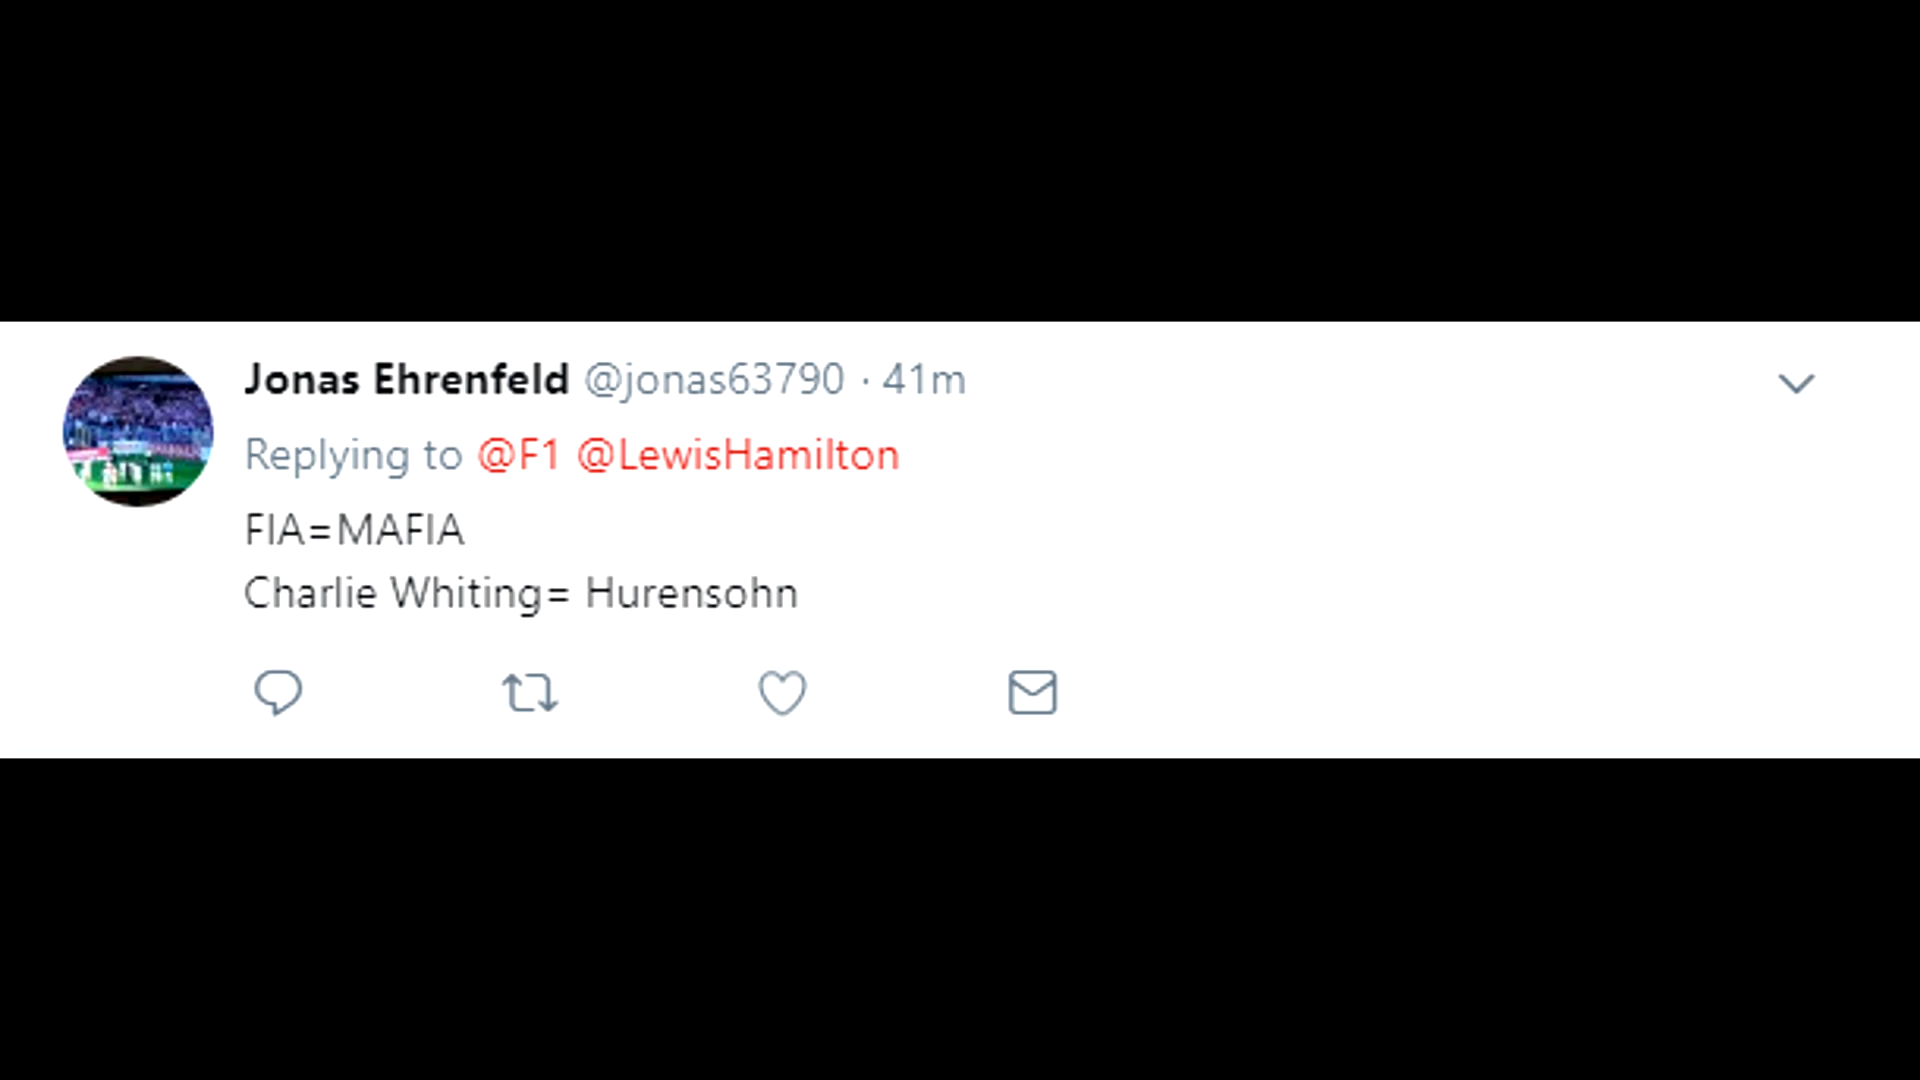 Jonas Ehrenfeld @jonas63790 · 41m
Replying to @F1 @LewisHamilton
FIA=MAFIA
Charlie Whiting= Hurensohn